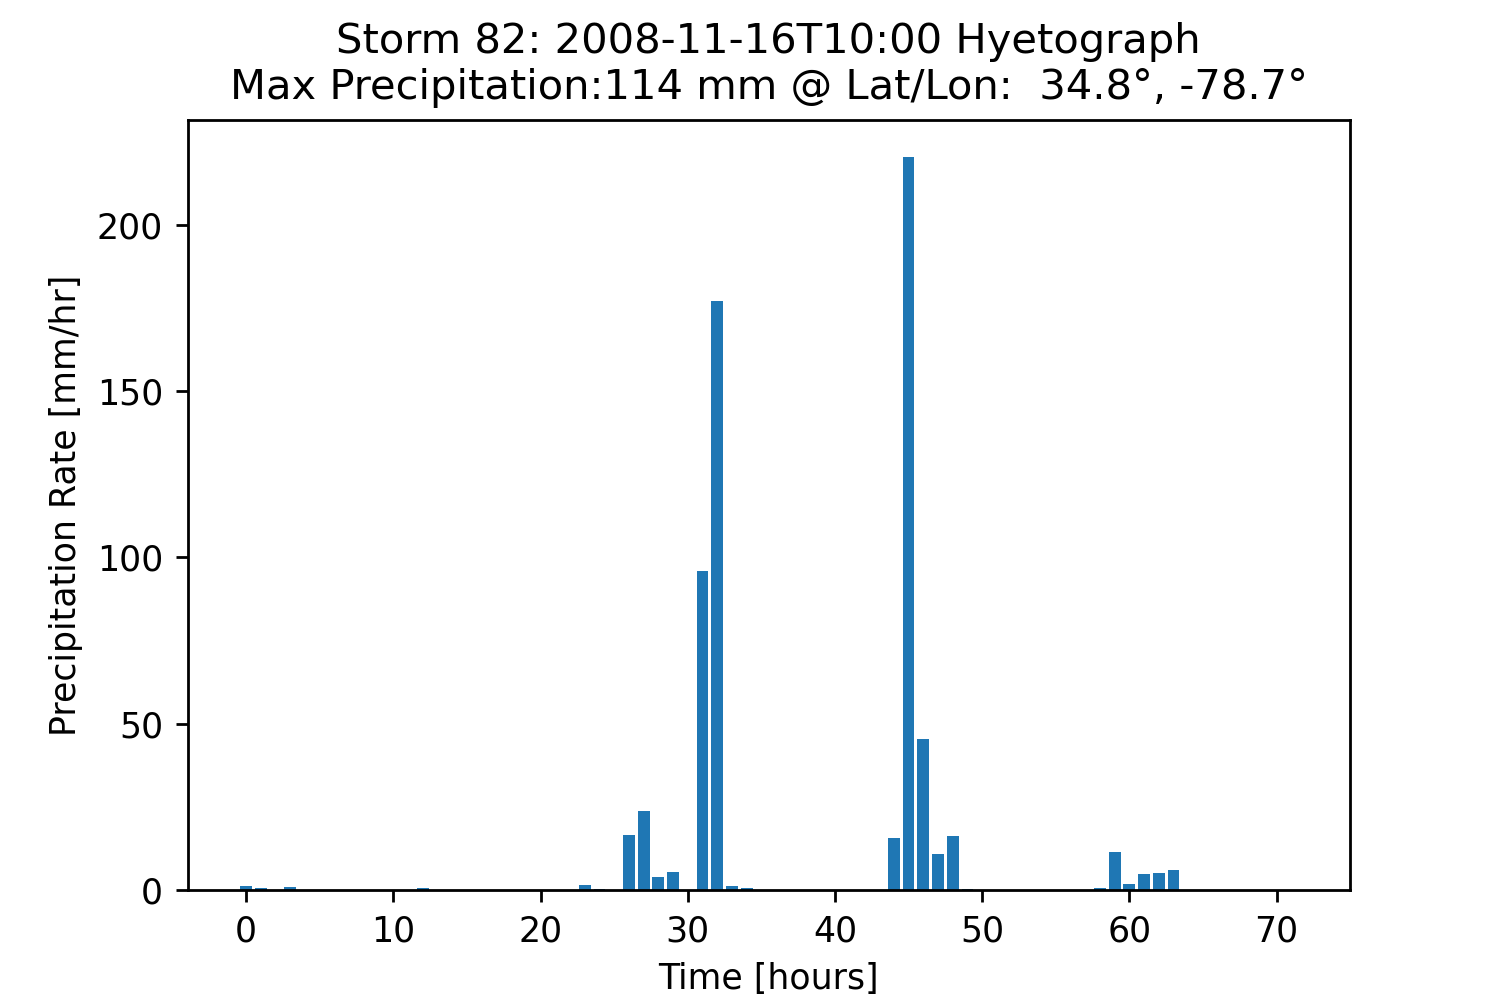 Storm 82: 2008-11-16T10:00 Hyetograph
Max Precipitation:114 mm @ Lat/Lon:  34.8°, -78.7°
Precipitation Rate [mm/hr]
200
150
100
50
0
0 10 20 30 40 50 60 70
Time [hours]